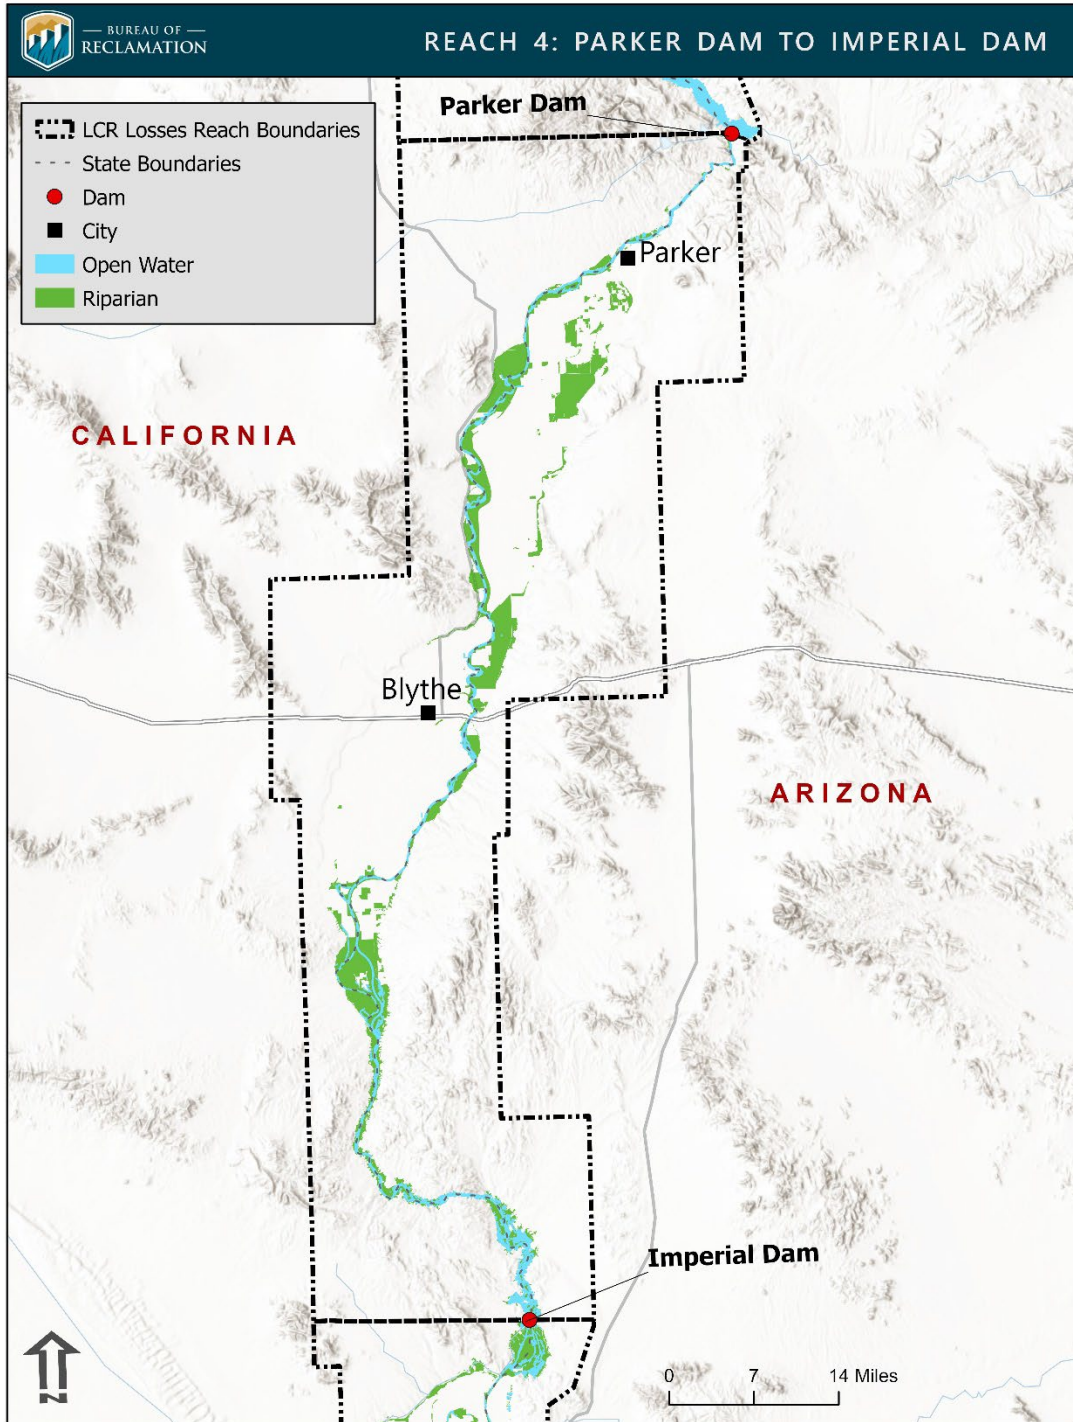 BUREAU OF
RECLAMATION
REACH 4: PARKER DAM TO IMPERIAL DAM
LCR Losses Reach Boundaries
State Boundaries
Dam
City
Open Water
Riparian
Parker Dam
Parker
CALIFORNIA
Blythe
ARIZONA
Imperial Dam
N
0 7 14 Miles